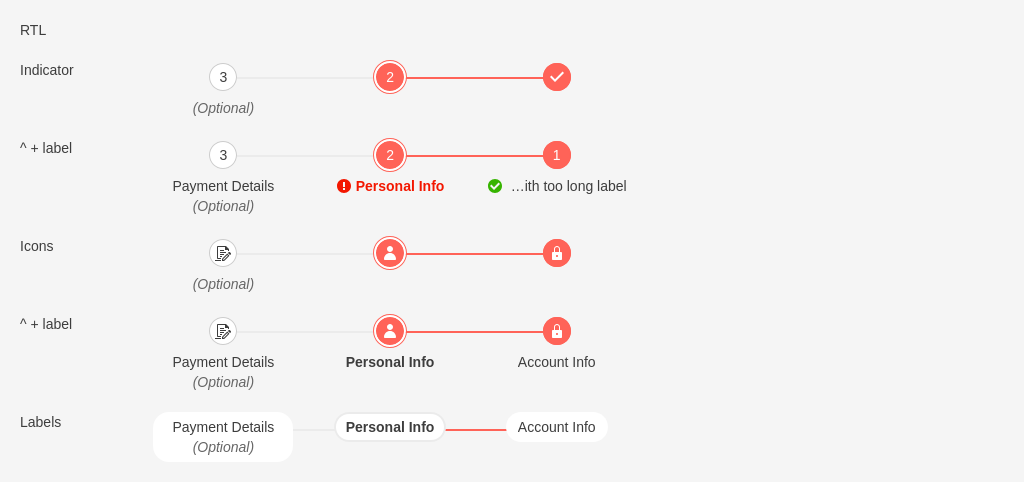 RTL
Indicator
3 2
(Optional)
^ + label
3 2 1
Payment Details Personal Info …ith too long label
(Optional)
Icons
(Optional)
^ + label
Payment Details Personal Info Account Info
(Optional)
Labels
Payment Details Personal Info Account Info
(Optional)